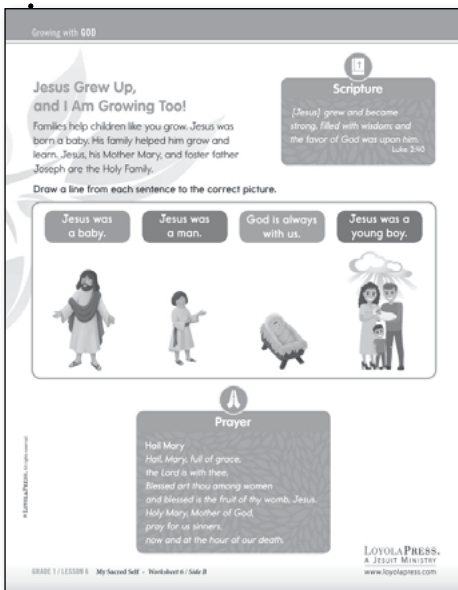 Growing with GOD
Jesus Grew Up,
and I Am Growing Too!
Families help children like you grow. Jesus was
born a baby. His family helped him grow and
learn. Jesus, his Mother Mary, and foster father
Joseph are the Holy Family.
Scripture
[Jesus] grew and became
strong, filled with wisdom; and
the favor of God was upon him.
Luke 2:40
Draw a line from each sentence to the correct picture.
Jesus was
a baby.
Jesus was
a man.
God is always
with us.
Jesus was a
young boy.
Prayer
Hail Mary
Hail, Mary, full of grace,
the Lord is with thee.
Blessed art thou among women
and blessed is the fruit of thy womb, Jesus.
Holy Mary, Mother of God,
pray for us sinners,
now and at the hour of our death.
© LOYOLAPRESS. All rights reserved.
GRADE 1 / LESSON 6 My Sacred Self - Worksheet 6 / Side B
LOYOLAPRESS.
A JESUIT MINISTRY
www.loyolapress.com